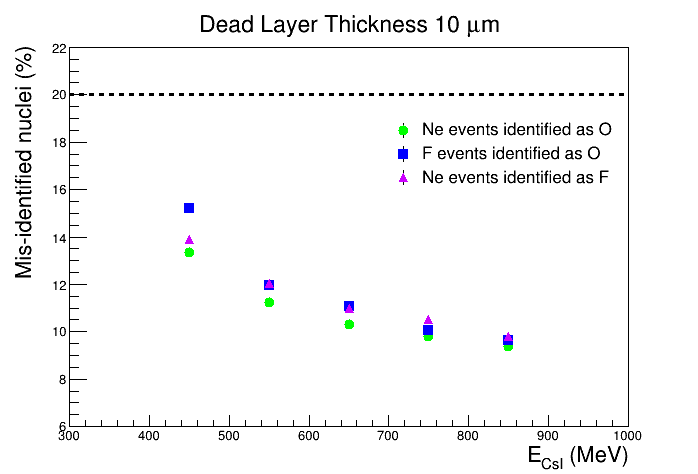 Dead Layer Thickness 10 μm
Mis-identified nuclei (%)
22
20
18
16
14
12
10
8
6
Ne events identified as O
F events identified as O
Ne events identified as F
300 400 500 600 700 800 900 1000
E_CsI (MeV)